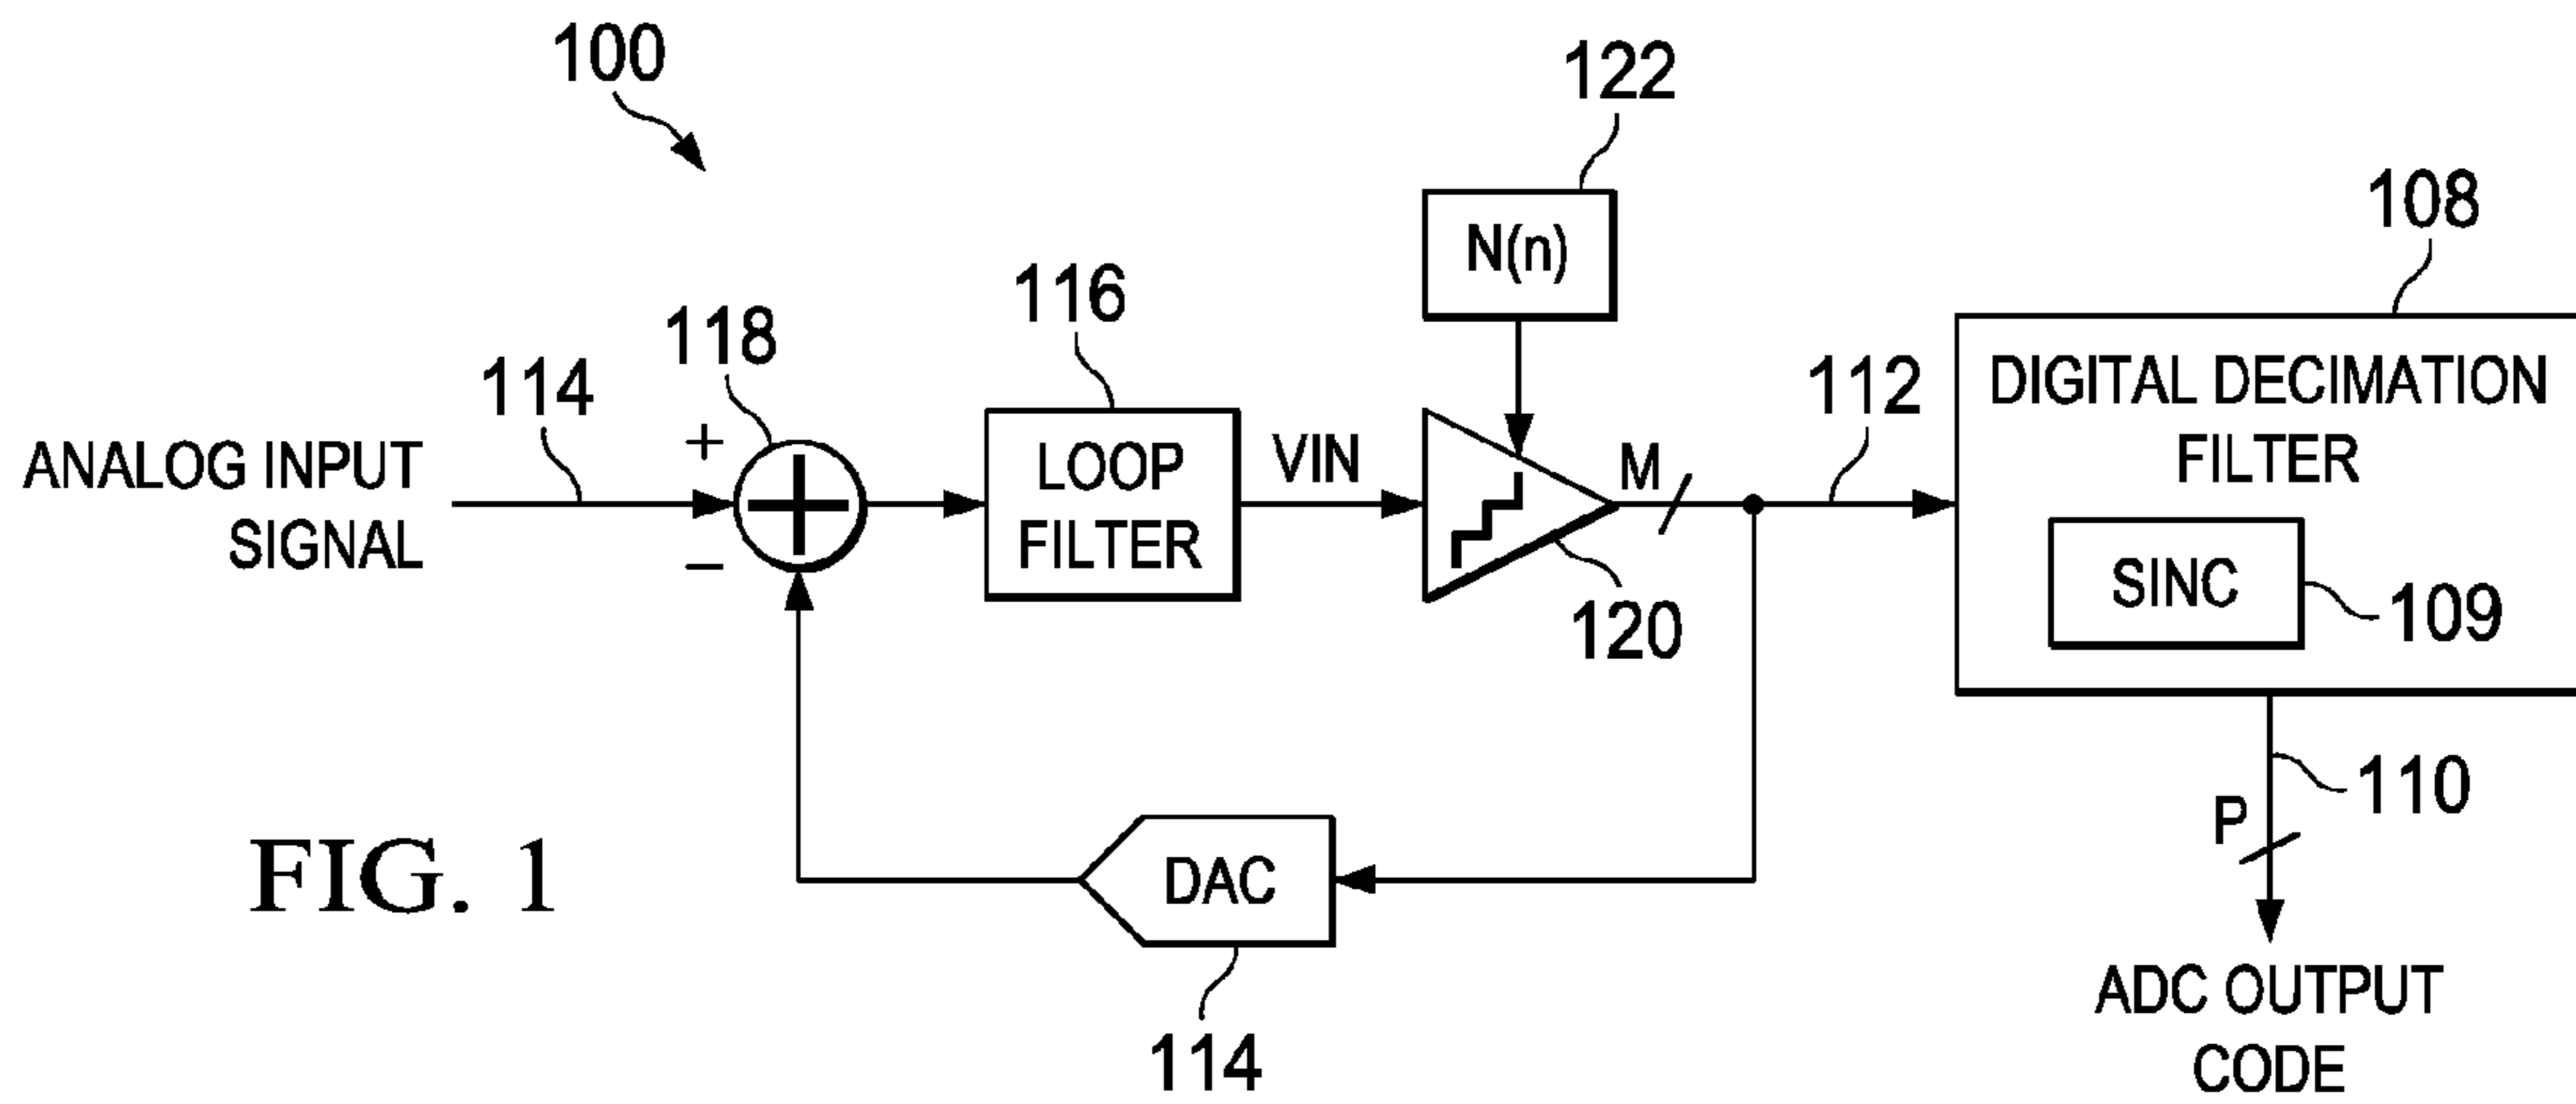 100
122
N(n)
108
116
118
114
112
DIGITAL DECIMATION
FILTER
ANALOG INPUT
SIGNAL
+
−
LOOP
FILTER
VIN
M
120
SINC
109
110
P
DAC
114
FIG. 1
ADC OUTPUT
CODE